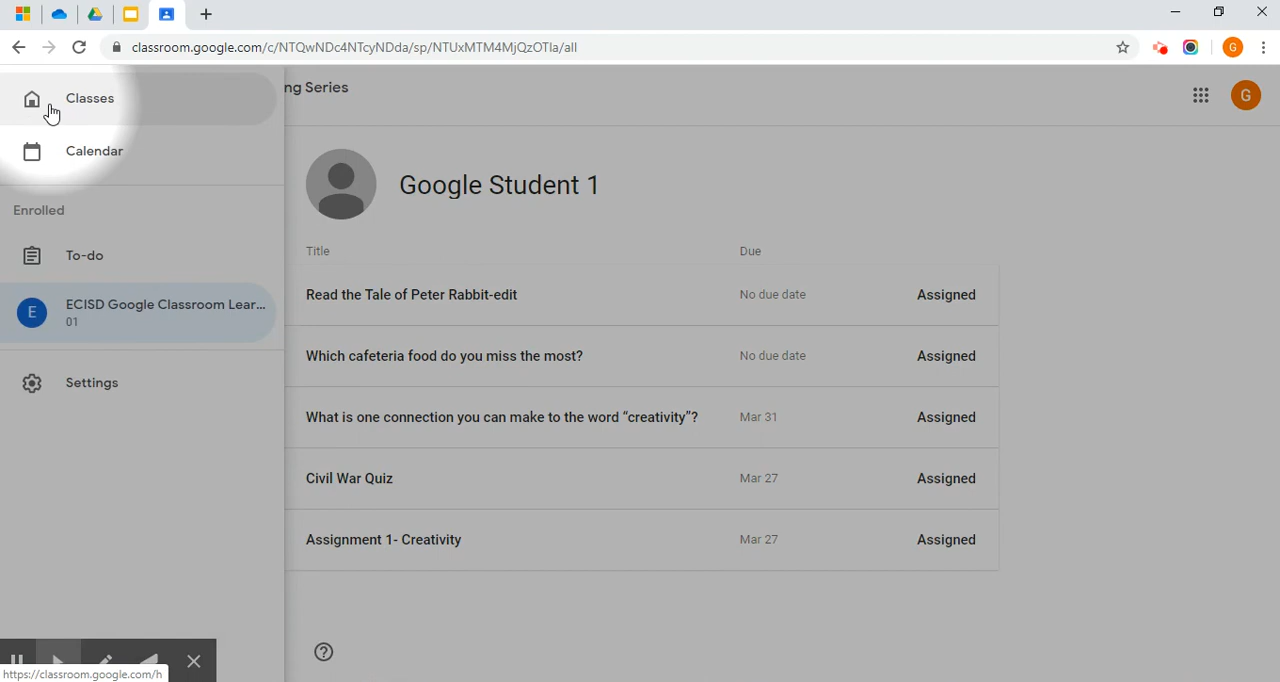 classroom.google.com/c/NTQwNDc4NTcyNDda/sp/NTUxMTM4MjQzOTIa/all
G
Classes
ng Series
G
Calendar
Google Student 1
Enrolled
Title Due
To-do
Read the Tale of Peter Rabbit-edit No due date Assigned
E ECISD Google Classroom Lear...
01
Which cafeteria food do you miss the most? No due date Assigned
Settings
What is one connection you can make to the word “creativity”? Mar 31 Assigned
Civil War Quiz Mar 27 Assigned
Assignment 1- Creativity Mar 27 Assigned
https://classroom.google.com/h